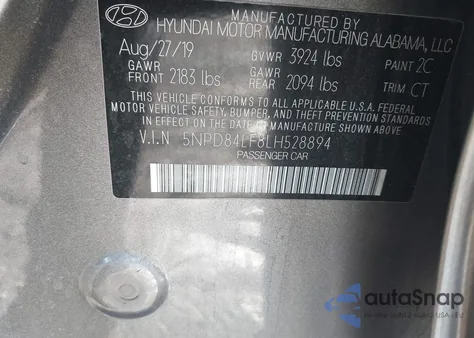 MANUFACTURED BY
HYUNDAI MOTOR MANUFACTURING ALABAMA, LLC
Aug/27/19 GVWR 3924 lbs PAINT 2C
GAWR FRONT 2183 lbs GAWR REAR 2094 lbs TRIM CT
THIS VEHICLE CONFORMS TO ALL APPLICABLE U.S.A. FEDERAL
MOTOR VEHICLE SAFETY, BUMPER, AND THEFT PREVENTION STANDARDS
IN EFFECT ON THE DATE OF MANUFACTURE SHOWN ABOVE.
V.I.N 5NPD84LF8LH528894
PASSENGER CAR
autoSnap